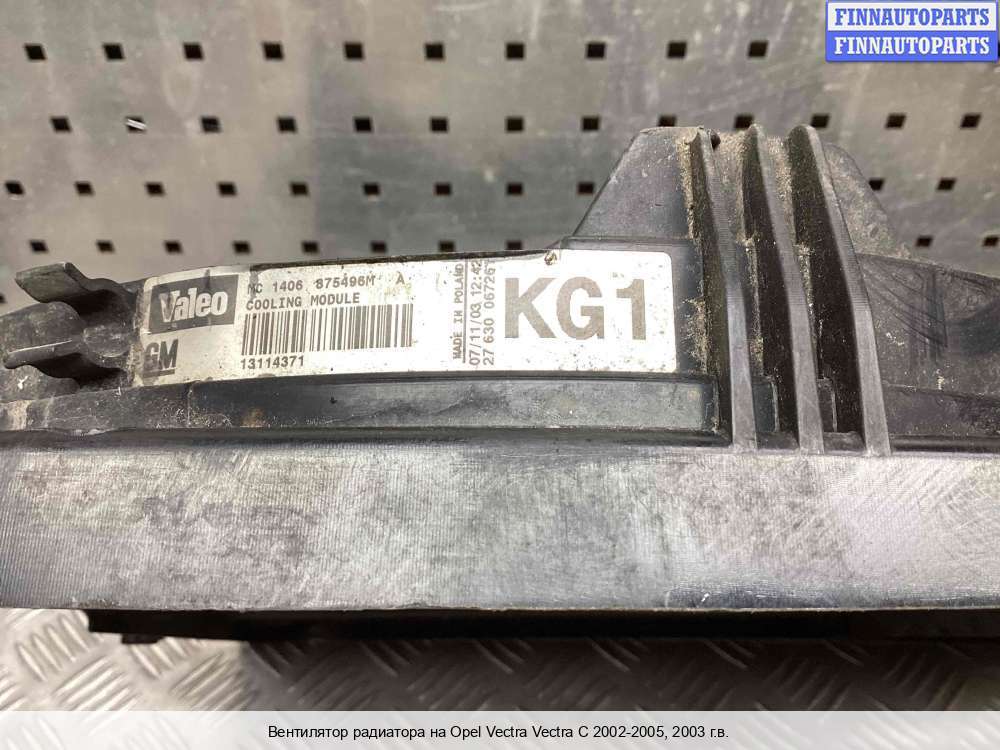 FINNAUTOPARTS
FINNAUTOPARTS
Valeo
MC 1406 875496M A
COOLING MODULE
GM
13114371
MADE IN POLAND
07/11/03 12:42
27 630 06726
KG1
Вентилятор радиатора на Opel Vectra Vectra C 2002-2005, 2003 г.в.